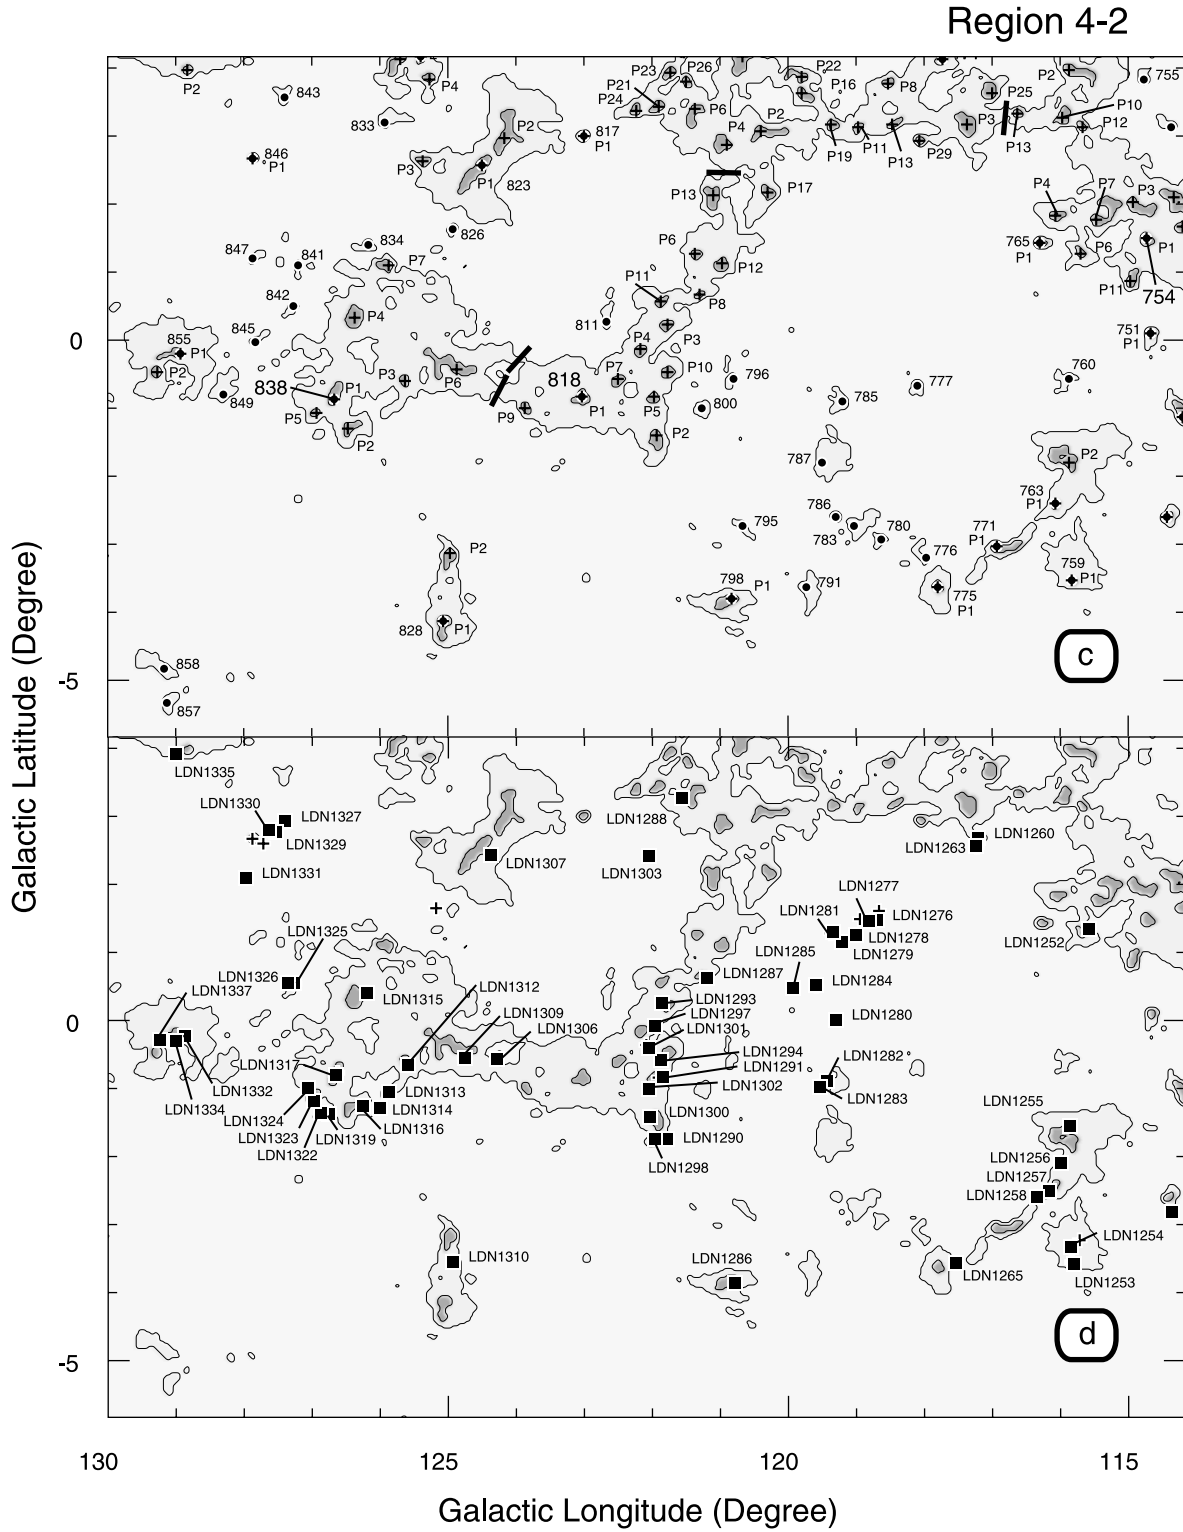 Region 4-2
P2
843
P4
P23
P26
P21
P24
P6
P22
P16
P8
P25
P2
755
P10
P12
833
P2
817
P1
P4
P2
P19
P11
P13
P29
P3
P13
846
P1
P3
P1
823
P13
P17
P4
P7
P3
826
847
834
841
P7
P6
P12
765
P1
P6
P1
P11
754
842
P11
P8
845
P4
811
P4
P3
751
P1
0
855
P1
P2
P3
P6
818
P7
P10
796
760
777
838
P1
849
P5
P2
P9
P1
P5
800
785
P2
787
P2
763
P1
786
783
780
795
771
P1
776
P2
798
P1
791
775
P1
759
P1
828
P1
858
857
c
-5
Galactic Latitude (Degree)
LDN1335
LDN1330
LDN1327
LDN1329
LDN1288
LDN1260
LDN1263
LDN1331
LDN1307
LDN1303
LDN1277
LDN1281
LDN1276
LDN1278
LDN1279
LDN1252
LDN1325
LDN1326
LDN1337
LDN1315
LDN1312
LDN1309
LDN1306
LDN1285
LDN1287
LDN1284
LDN1293
LDN1297
LDN1301
LDN1280
0
LDN1294
LDN1291
LDN1302
LDN1282
LDN1283
LDN1317
LDN1332
LDN1334
LDN1324
LDN1323
LDN1322
LDN1319
LDN1313
LDN1314
LDN1316
LDN1300
LDN1290
LDN1298
LDN1255
LDN1256
LDN1257
LDN1258
LDN1254
LDN1253
LDN1310
LDN1286
LDN1265
d
-5
130
125
120
115
Galactic Longitude (Degree)